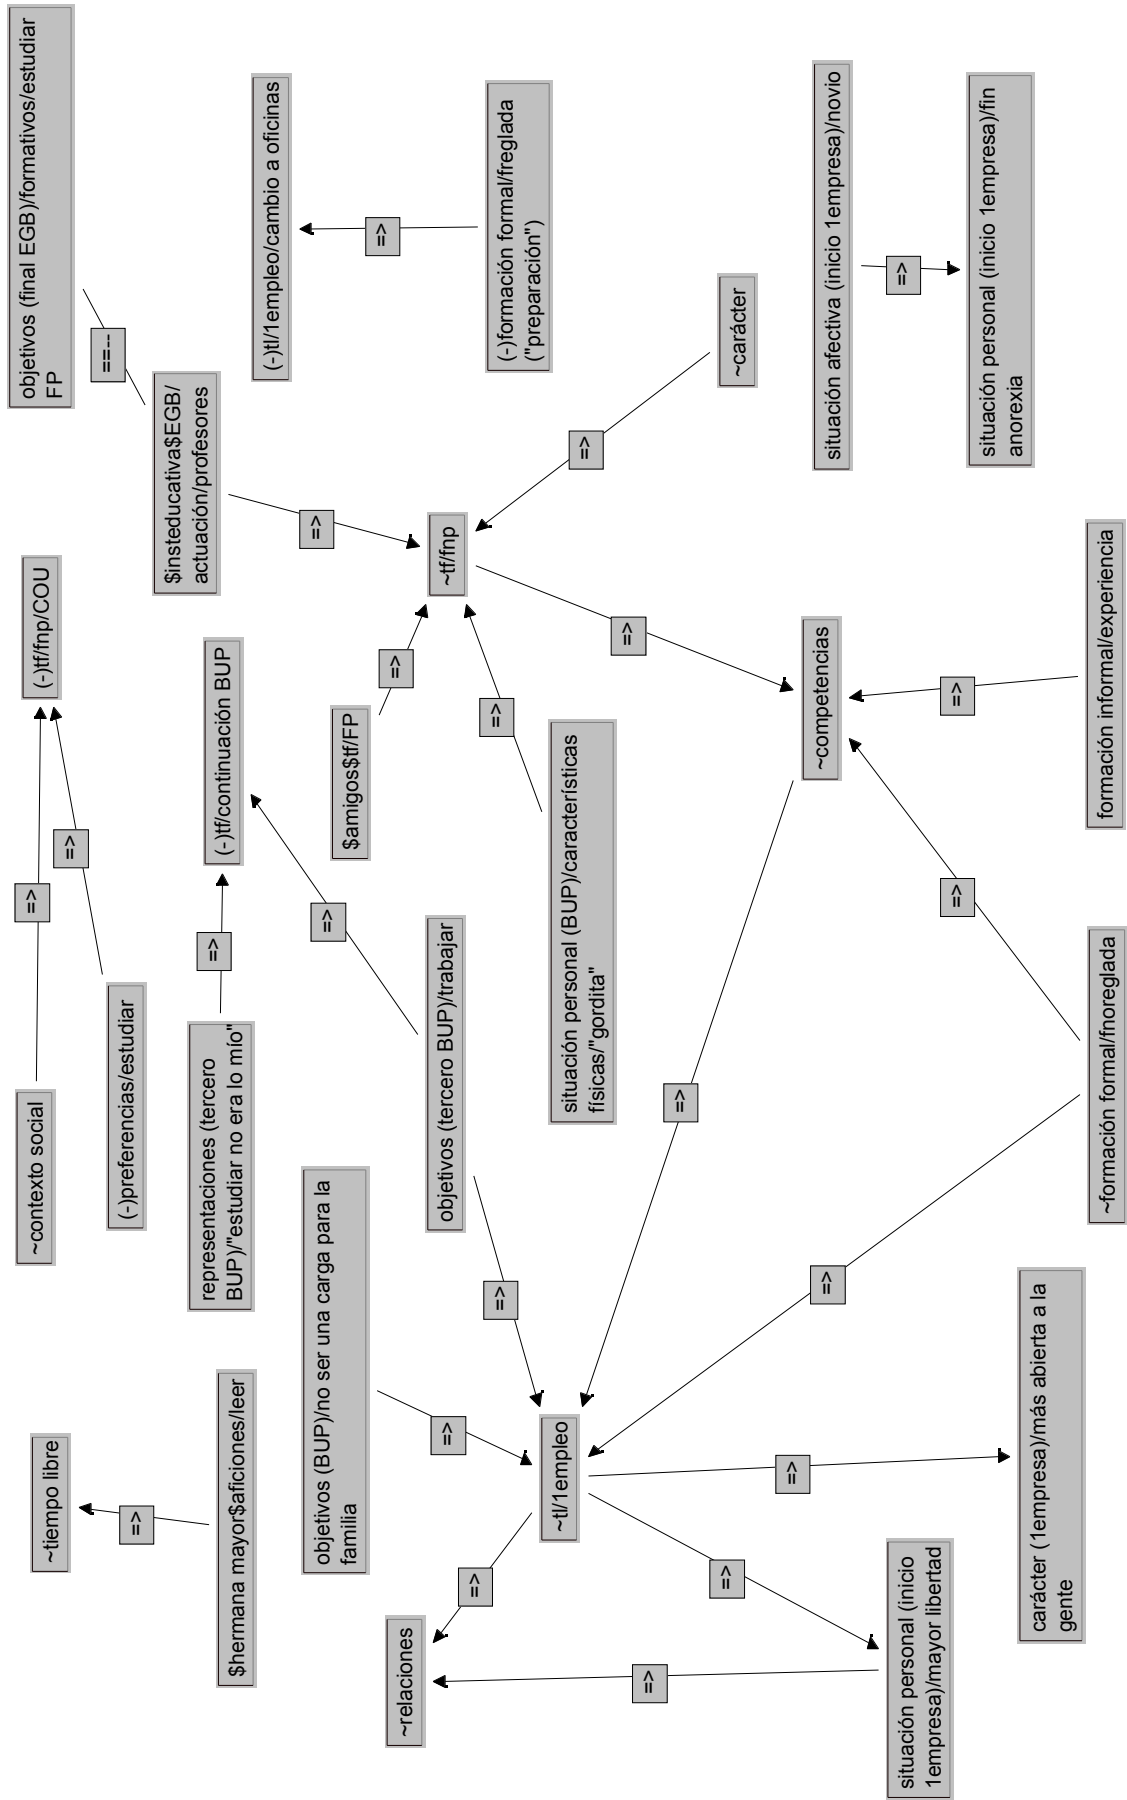 ~tiempo libre
=>
$hermana mayor$aficiones/leer
~contexto social
=>
(-)tf/fnp/COU
=>
(-)preferencias/estudiar
objetivos (final EGB)/formativos/estudiar
FP
==--
$insteducativa$EGB/
actuación/profesores
=>
representaciones (tercero
BUP)/"estudiar no era lo mío"
=>
(-)tf/continuación BUP
=>
(-)tl/1empleo/cambio a oficinas
=>
(-)formación formal/freglada
("preparación")
objetivos (BUP)/no ser una carga para la
familia
=>
objetivos (tercero BUP)/trabajar
=>
$amigos$tf/FP
=>
~tf/fnp
=>
situación personal (BUP)/características
físicas/"gordita"
=>
~carácter
=>
~relaciones
=>
~tl/1empleo
=>
=>
=>
=>
=>
~competencias
situación afectiva (inicio 1empresa)/novio
=>
situación personal (inicio 1empresa)/fin
anorexia
situación personal (inicio
1empresa)/mayor libertad
=>
=>
carácter (1empresa)/más abierta a la
gente
~formación formal/fnoreglada
formación informal/experiencia